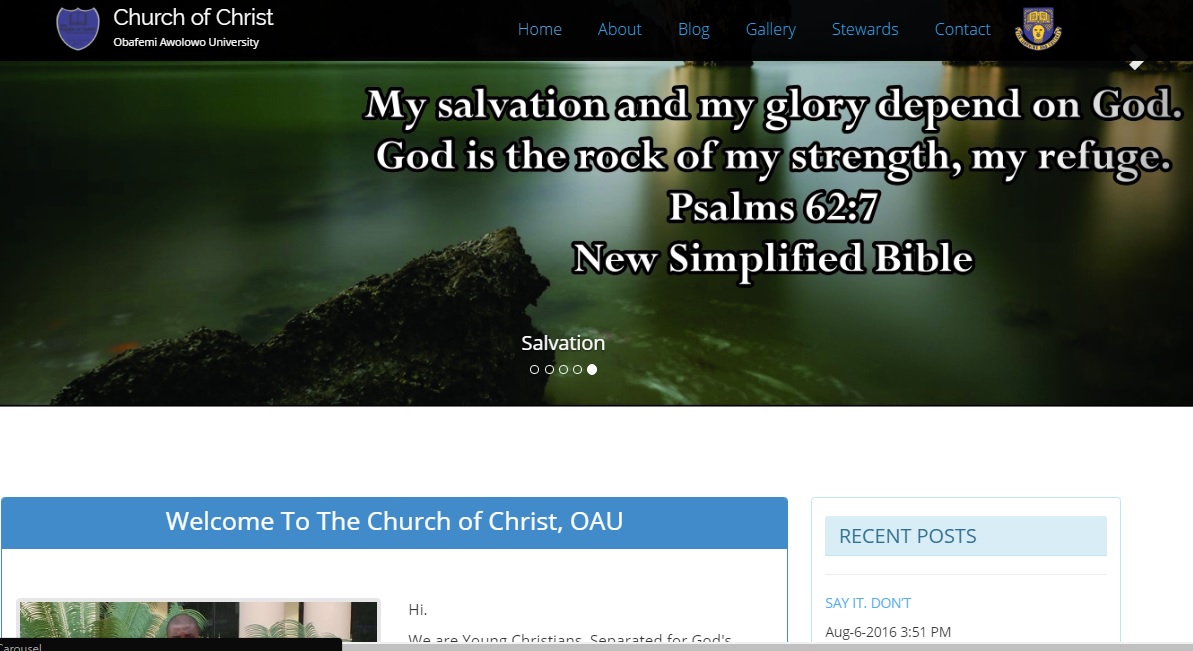 Church of Christ
Obafemi Awolowo University
Home About Blog Gallery Stewards Contact
My salvation and my glory depend on God.
God is the rock of my strength, my refuge.
Psalms 62:7
New Simplified Bible
Salvation
Welcome To The Church of Christ, OAU
RECENT POSTS
SAY IT. DON'T
Aug-6-2016 3:51 PM
Hi.
We are Young Christians, Separated for God's
Carousel